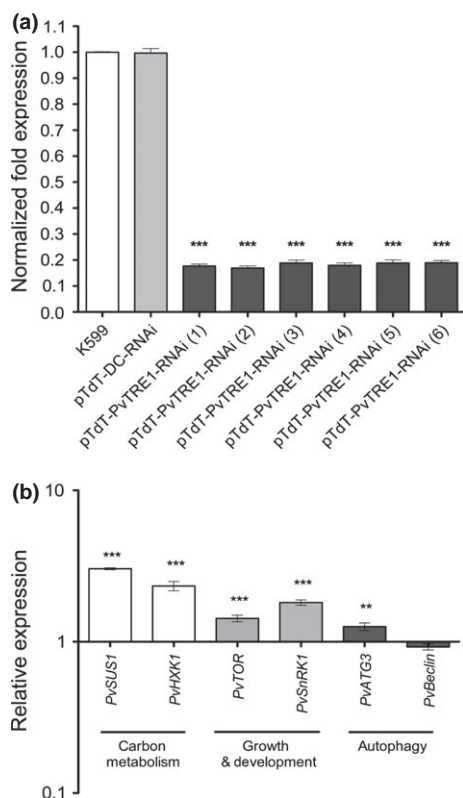 (a)
Normalized fold expression
1.1
1.0
0.9
0.8
0.7
0.6
0.5
0.4
0.3
0.2
0.1
0.0
*** *** *** *** *** ***
K599
pTdT-DC-RNAi
pTdT-PvTRE1-RNAi (1)
pTdT-PvTRE1-RNAi (2)
pTdT-PvTRE1-RNAi (3)
pTdT-PvTRE1-RNAi (4)
pTdT-PvTRE1-RNAi (5)
pTdT-PvTRE1-RNAi (6)
(b)
Relative expression
10
1
0.1
*** *** *** *** **
PvSUS1
PvHXK1
PvTOR
PvSnRK1
PvATG3
PvBeclin
Carbon
metabolism
Growth
& development
Autophagy